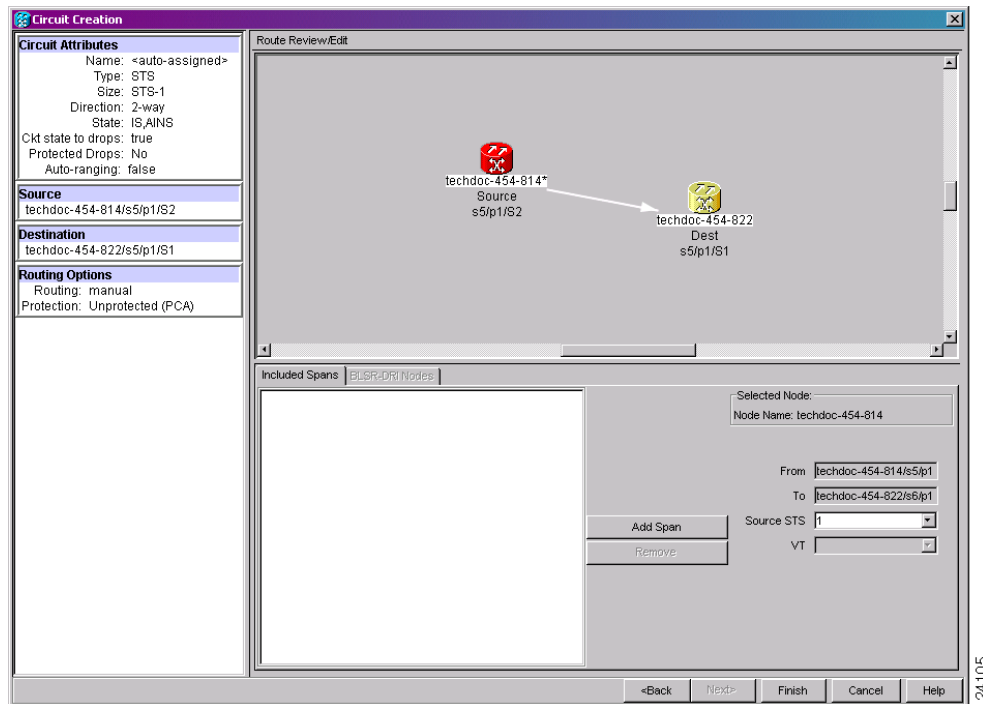 Circuit Creation
Circuit Attributes
Name: <auto-assigned>
Type: STS
Size: STS-1
Direction: 2-way
State: IS,AINS
Ckt state to drops: true
Protected Drops: No
Auto-ranging: false
Source
techdoc-454-814/s5/p1/S2
Destination
techdoc-454-822/s5/p1/S1
Routing Options
Routing: manual
Protection: Unprotected (PCA)
Route Review/Edit
techdoc-454-814*
Source
s5/p1/S2
techdoc-454-822
Dest
s5/p1/S1
Included Spans
BLSR-DRI Nodes
Selected Node:
Node Name: techdoc-454-814
From techdoc-454-814/s5/p1
To techdoc-454-822/s6/p1
Source STS 1
VT
Add Span
Remove
<Back
Next>
Finish
Cancel
Help
24105